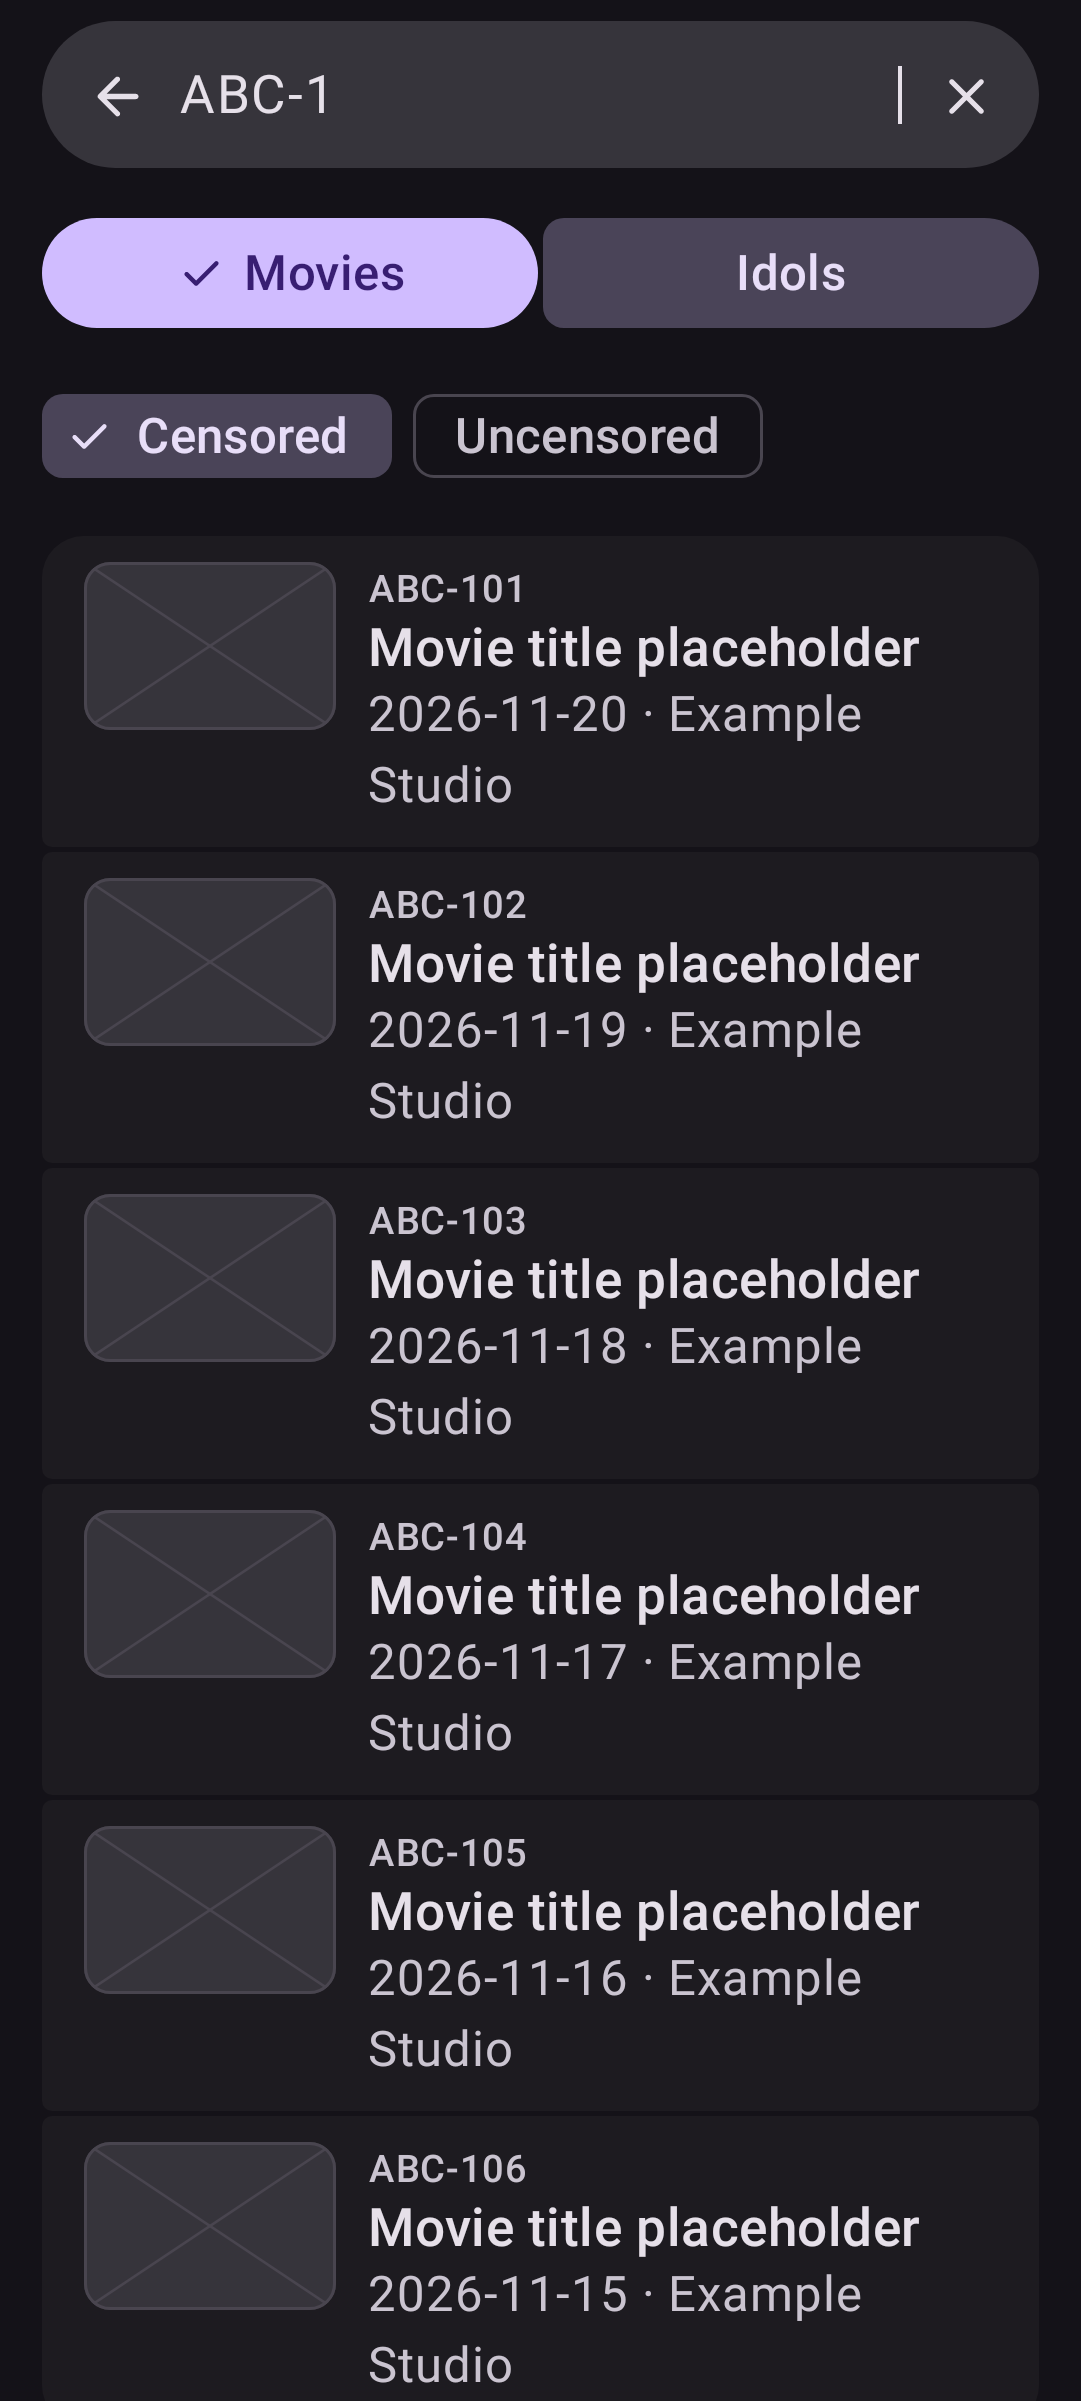 ABC-1
Movies
Idols
Censored
Uncensored
ABC-101
Movie title placeholder
2026-11-20 · Example
Studio
ABC-102
Movie title placeholder
2026-11-19 · Example
Studio
ABC-103
Movie title placeholder
2026-11-18 · Example
Studio
ABC-104
Movie title placeholder
2026-11-17 · Example
Studio
ABC-105
Movie title placeholder
2026-11-16 · Example
Studio
ABC-106
Movie title placeholder
2026-11-15 · Example
Studio